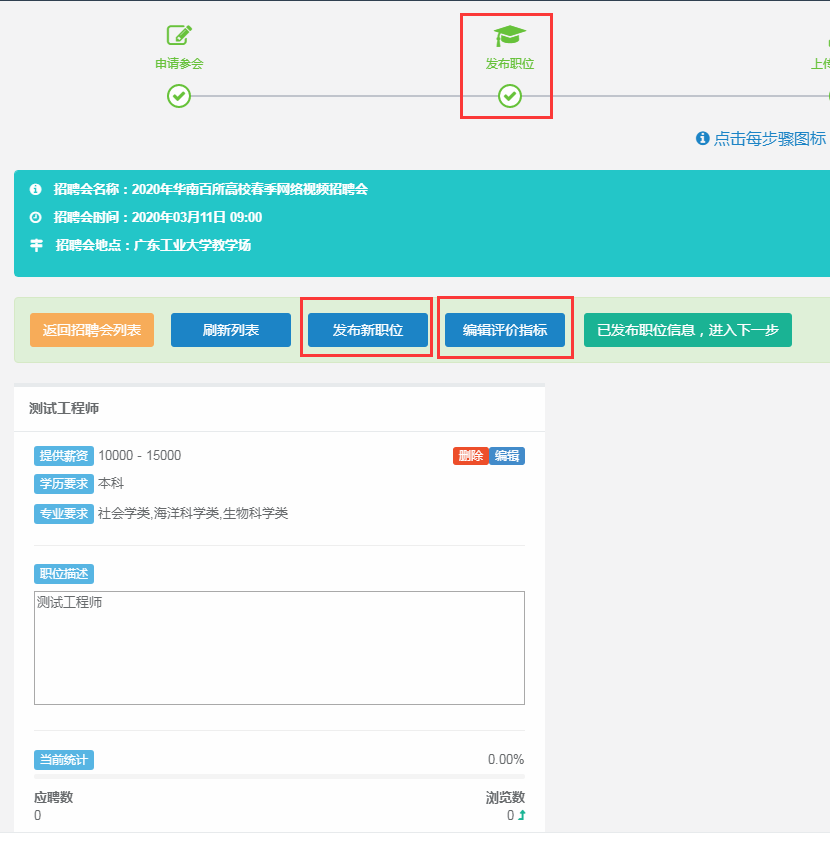 申请参会
发布职位
上传
点击每步骤图标
招聘会名称：2020年华南百所高校春季网络视频招聘会
招聘会时间：2020年03月11日 09:00
招聘会地点：广东工业大学教学场
返回招聘会列表
刷新列表
发布新职位
编辑评价指标
已发布职位信息，进入下一步
测试工程师
提供薪资 10000 - 15000
删除 编辑
学历要求 本科
专业要求 社会学类,海洋科学类,生物科学类
职位描述
测试工程师
当前统计 0.00%
应聘数 浏览数
0 0